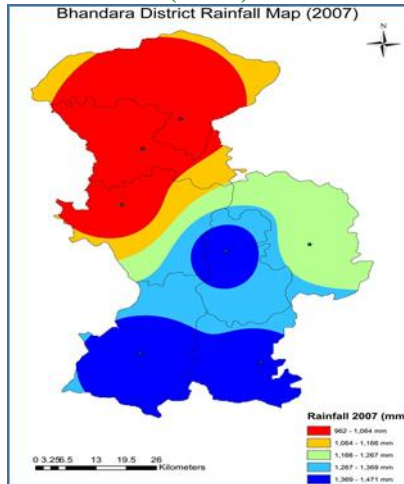 Bhandara District Rainfall Map (2007)
N
Rainfall 2007 (mm
962 - 1,064 mm
1,064 - 1,166 mm
1,166 - 1,267 mm
1,267 - 1,369 mm
1,369 - 1,471 mm
0 3.25 6.5 13 19.5 26
Kilometers